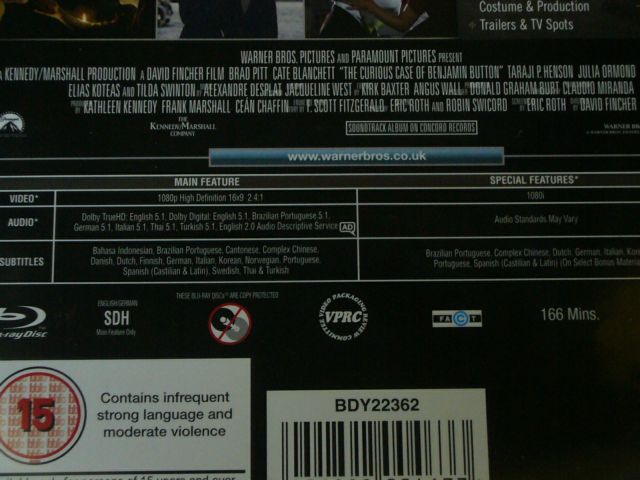 Costume & Production
+ Trailers & TV Spots
WARNER BROS. PICTURES AND PARAMOUNT PICTURES PRESENT
A KENNEDY/MARSHALL PRODUCTION A DAVID FINCHER FILM BRAD PITT CATE BLANCHETT "THE CURIOUS CASE OF BENJAMIN BUTTON" TARAJI P. HENSON JULIA ORMOND
ELIAS KOTEAS AND TILDA SWINTON ALEXANDRE DESPLAT JACQUELINE WEST KIRK BAXTER ANGUS WALL DONALD GRAHAM BURT CLAUDIO MIRANDA
KATHLEEN KENNEDY FRANK MARSHALL CEÁN CHAFFIN F. SCOTT FITZGERALD ERIC ROTH AND ROBIN SWICORD ERIC ROTH DAVID FINCHER
THE
KENNEDY/MARSHALL
COMPANY
SOUNDTRACK ALBUM ON CONCORD RECORDS
WARNER
www.warnerbros.co.uk
MAIN FEATURE
SPECIAL FEATURES*
VIDEO*
1080p High Definition 16x9 2.4:1
1080i
AUDIO*
Dolby TrueHD: English 5.1, Dolby Digital: English 5.1, Brazilian Portuguese 5.1,
German 5.1, Italian 5.1, Thai 5.1, Turkish 5.1, English 2.0 Audio Descriptive Service AD
Audio Standards May Vary
SUBTITLES
Bahasa Indonesian, Brazilian Portuguese, Cantonese, Complex Chinese,
Danish, Dutch, Finnish, German, Italian, Korean, Norwegian, Portuguese,
Spanish (Castilian & Latin), Swedish, Thai & Turkish
Brazilian Portuguese, Complex Chinese, Dutch, German, Italian,
Portuguese, Spanish (Castilian & Latin) (On Select Bonus
Blu-rayDisc
ENGLISH/GERMAN
SDH
Main Feature Only
THESE BLU-RAY DISCS™ ARE COPY PROTECTED
VIDEO PACKAGING
REVIEW COMMITTEE
VPRC
FACT
166 Mins.
15
Contains infrequent
strong language and
moderate violence
BDY22362